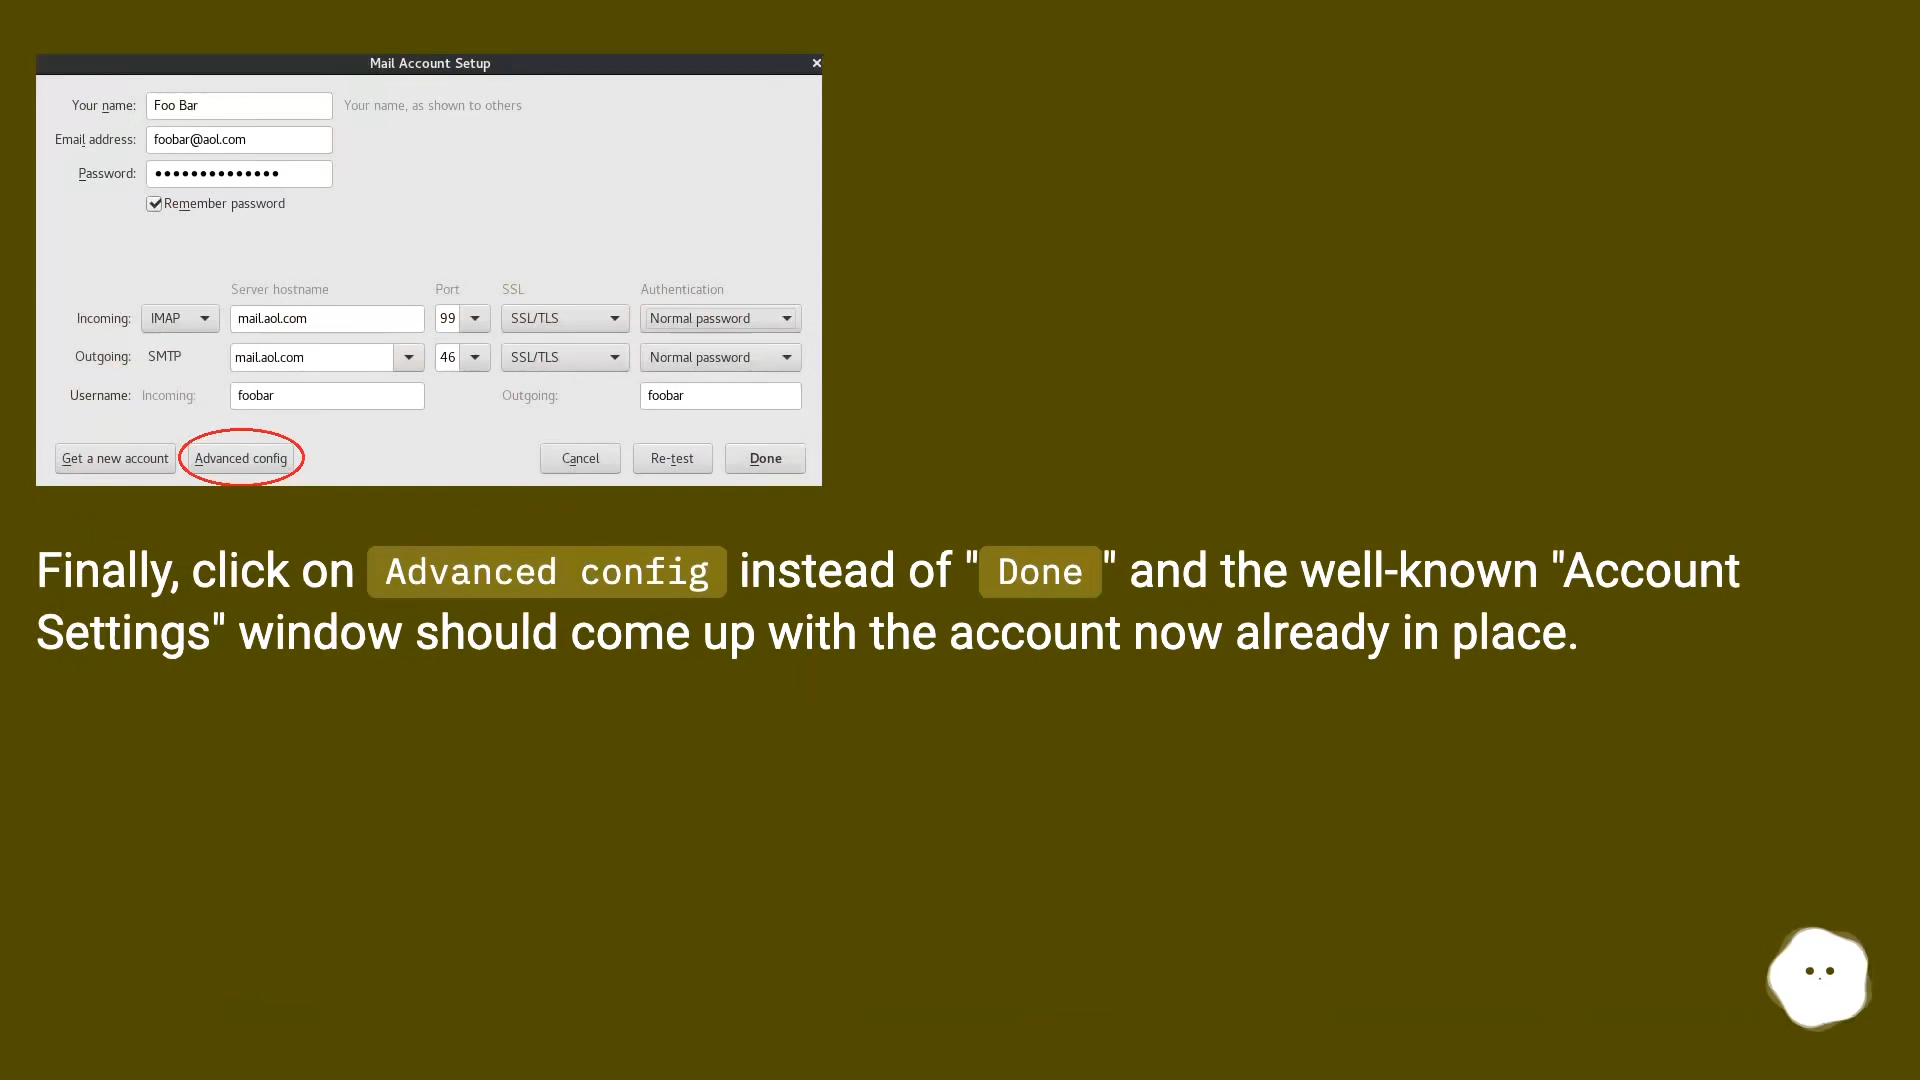 Mail Account Setup ×
Your name: Foo Bar Your name, as shown to others
Email address: foobar@aol.com
Password: ••••••••••••••
Remember password
Server hostname Port SSL Authentication
Incoming: IMAP mail.aol.com 99 SSL/TLS Normal password
Outgoing: SMTP mail.aol.com 46 SSL/TLS Normal password
Username: Incoming: foobar Outgoing: foobar
Get a new account Advanced config Cancel Re-test Done
Finally, click on Advanced config instead of "Done" and the well-known "Account
Settings" window should come up with the account now already in place.